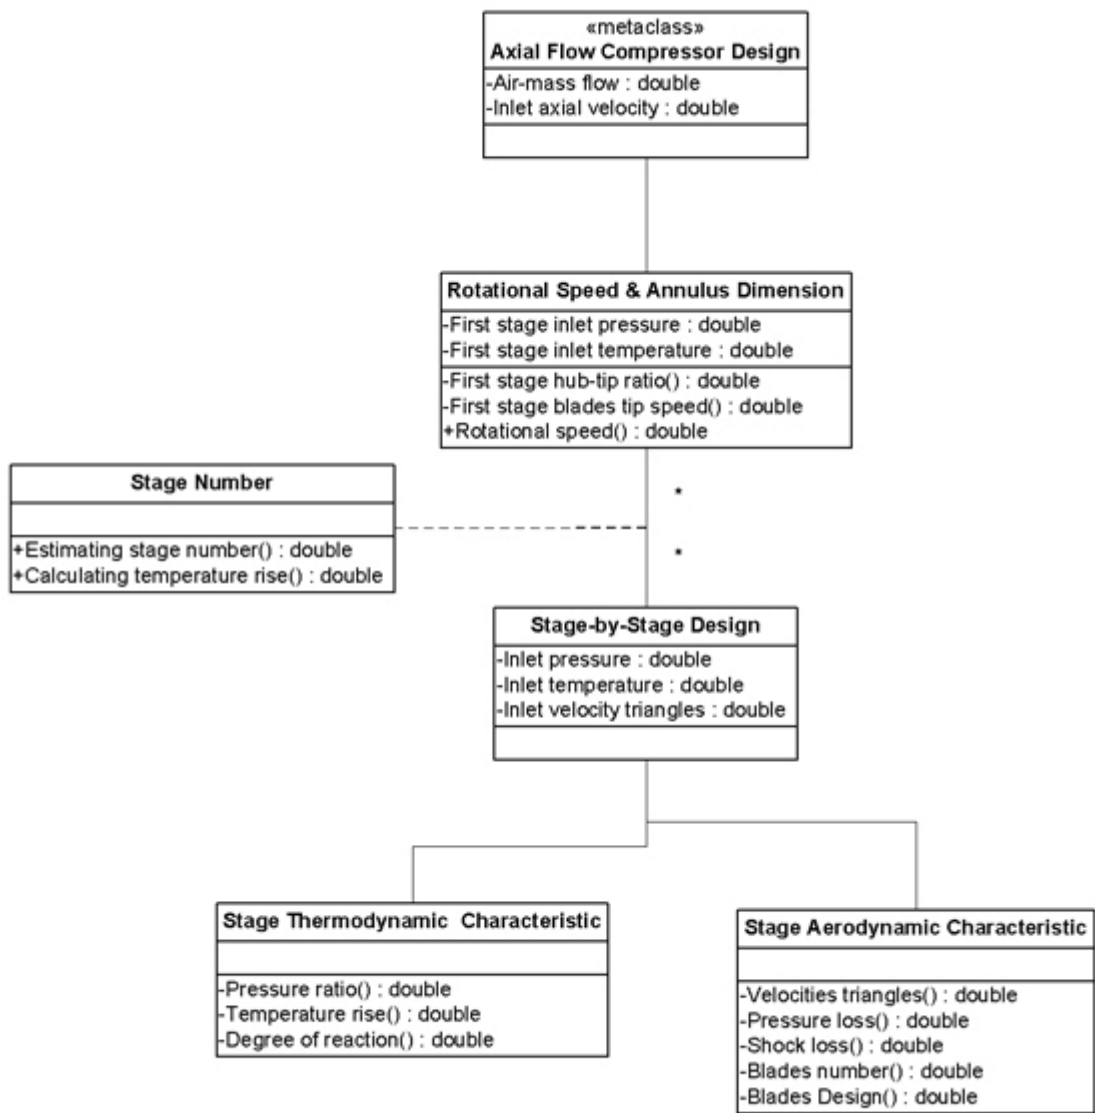 «metaclass»
Axial Flow Compressor Design
-Air-mass flow : double
-Inlet axial velocity : double
Rotational Speed & Annulus Dimension
-First stage inlet pressure : double
-First stage inlet temperature : double
-First stage hub-tip ratio() : double
-First stage blades tip speed() : double
+Rotational speed() : double
Stage Number
+Estimating stage number() : double
+Calculating temperature rise() : double
*
*
Stage-by-Stage Design
-Inlet pressure : double
-Inlet temperature : double
-Inlet velocity triangles : double
Stage Thermodynamic Characteristic
-Pressure ratio() : double
-Temperature rise() : double
-Degree of reaction() : double
Stage Aerodynamic Characteristic
-Velocities triangles() : double
-Pressure loss() : double
-Shock loss() : double
-Blades number() : double
-Blades Design() : double